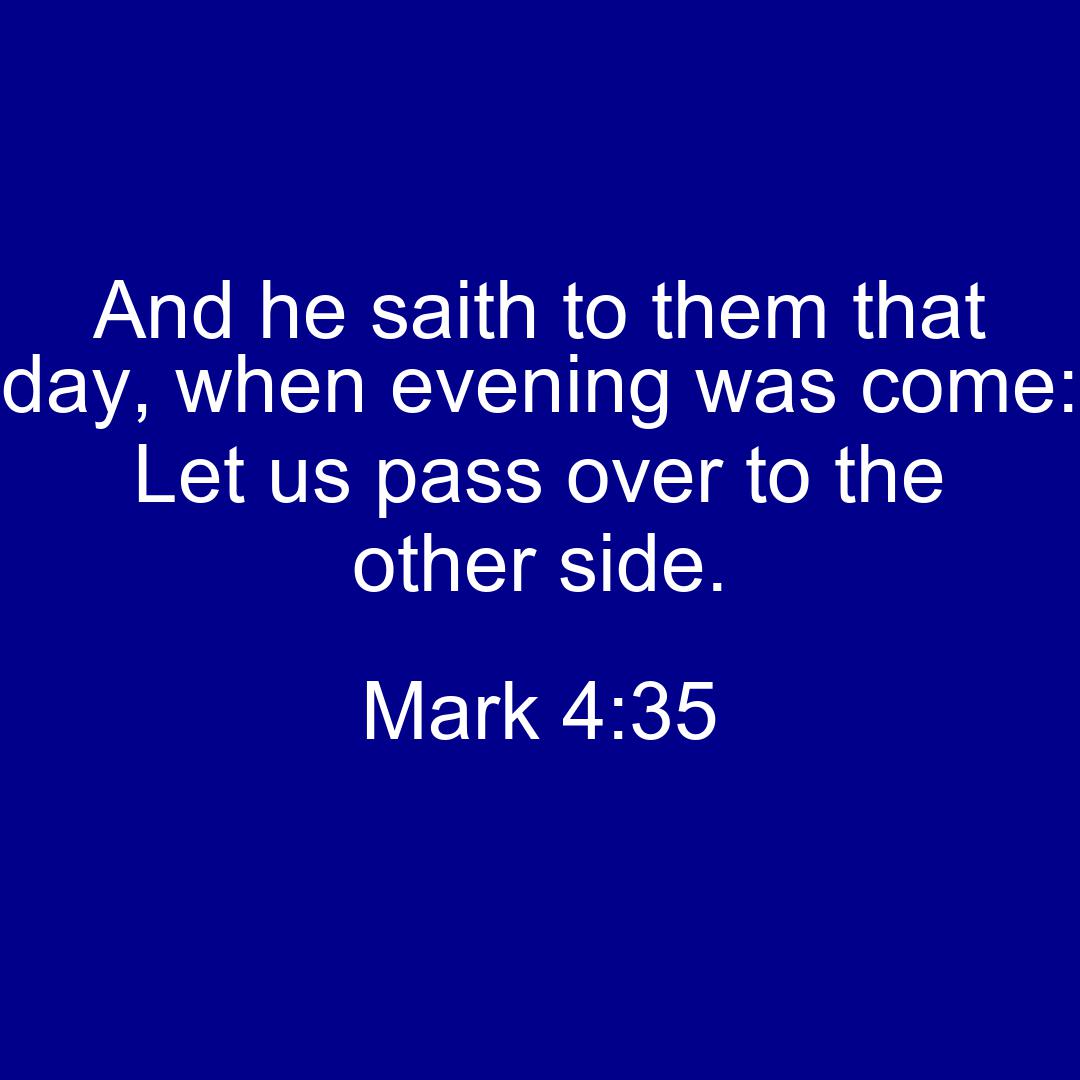 And he saith to them that
day, when evening was come:
Let us pass over to the
other side.
Mark 4:35